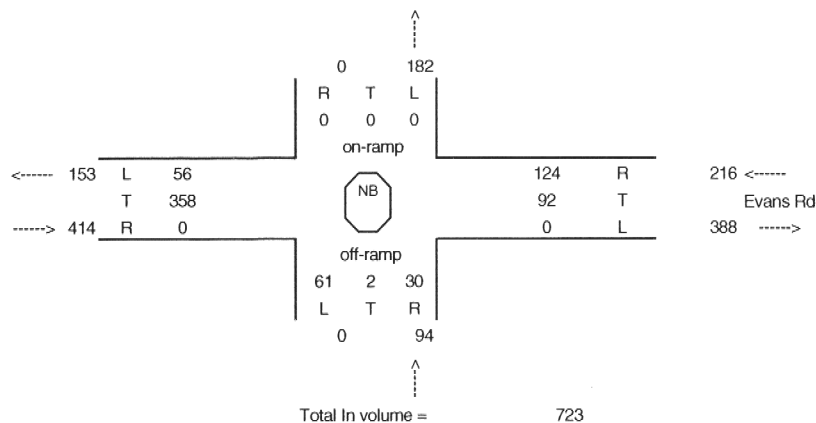 0 182
R T L
0 0 0
on-ramp
<------ 153 L 56 124 R 216 <-----
T 358 NB 92 T Evans Rd
------> 414 R 0 0 L 388 ----->
off-ramp
61 2 30
L T R
0 94
Total In volume = 723